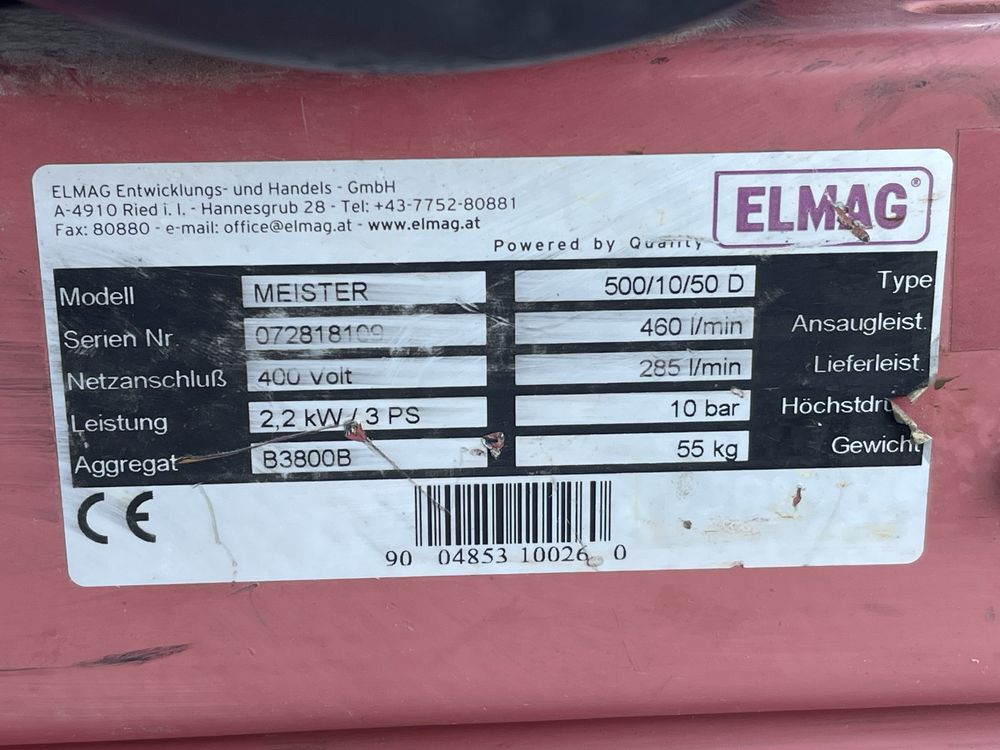 ELMAG Entwicklungs- und Handels - GmbH
A-4910 Ried i. I. - Hannesgrub 28 - Tel: +43-7752-80881
Fax: 80880 - e-mail: office@elmag.at - www.elmag.at
ELMAG®
Powered by Quality
Modell MEISTER 500/10/50 D Type
Serien Nr. 072818109 460 l/min Ansaugleist.
Netzanschluß 400 Volt 285 l/min Lieferleist.
Leistung 2,2 kW / 3 PS 10 bar Höchstdru
Aggregat B3800B 55 kg Gewicht
CE
90 04853 10026 0